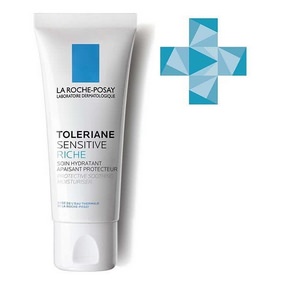 LA ROCHE-POSAY
LABORATOIRE DERMATOLOGIQUE
TOLERIANE
SENSITIVE
RICHE
SOIN HYDRATANT
APAISANT PROTECTEUR
PROTECTIVE SOOTHING
MOISTURISER